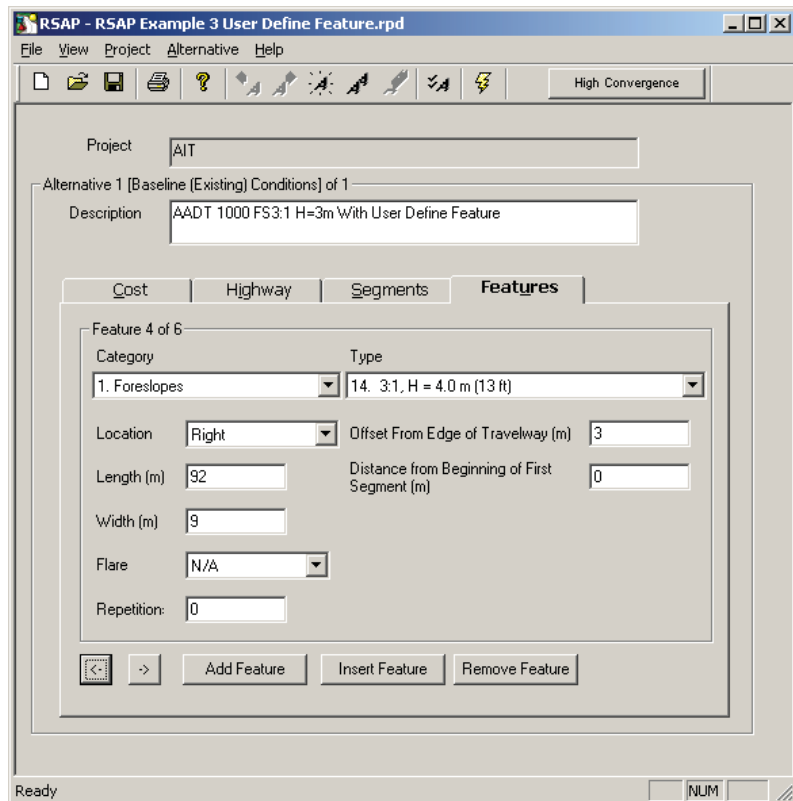 RSAP - RSAP Example 3 User Define Feature.rpd
File View Project Alternative Help
High Convergence
Project AIT
Alternative 1 [Baseline (Existing) Conditions] of 1
Description AADT 1000 FS3:1 H=3m With User Define Feature
Cost Highway Segments Features
Feature 4 of 6
Category Type
1. Foreslopes 14. 3:1, H = 4.0 m (13 ft)
Location Right Offset From Edge of Travelway (m) 3
Length (m) 92 Distance from Beginning of First Segment (m) 0
Width (m) 9
Flare N/A
Repetition: 0
<- -> Add Feature Insert Feature Remove Feature
Ready NUM